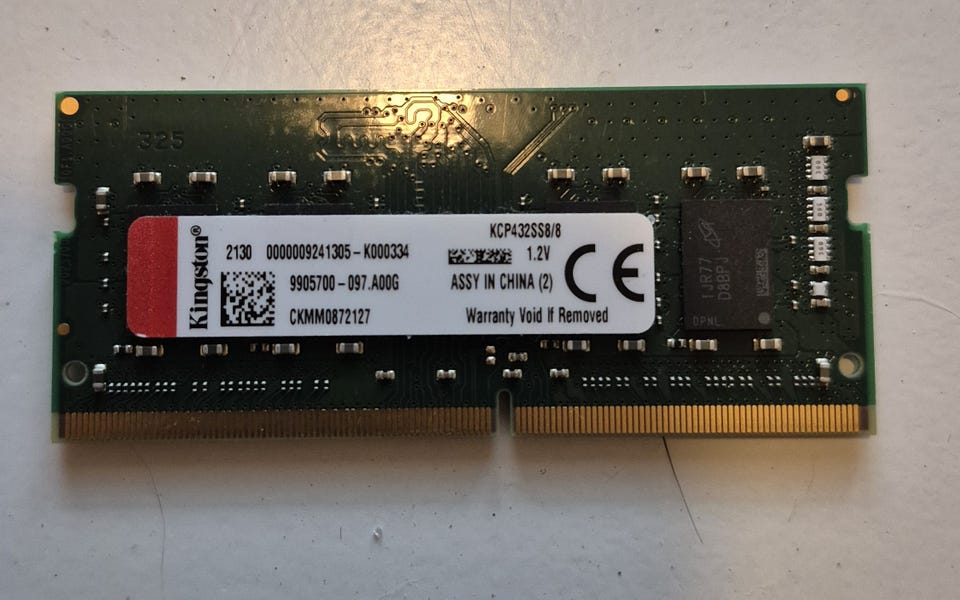 325
Kingston®
KCP432SS8/8
2130 0000009241305-K000334
1.2V
9905700-097.A00G
ASSY IN CHINA (2)
CE
CKMM0872127
Warranty Void If Removed
1JR77
D8BPJ
DPNL